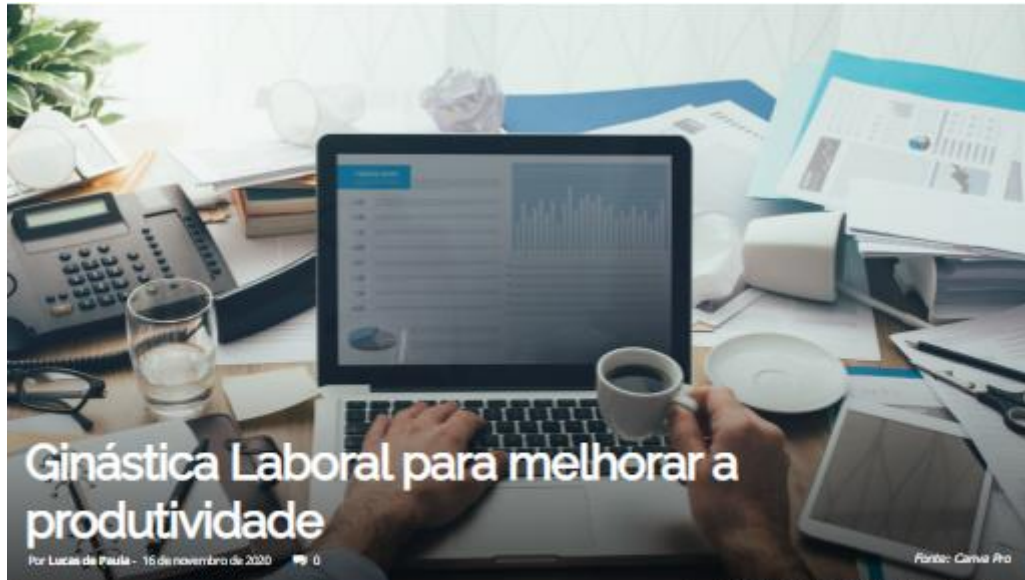 Ginástica Laboral para melhorar a
produtividade
Por Lucas de Paula - 16 de novembro de 2020 0
Fonte: Canva Pro